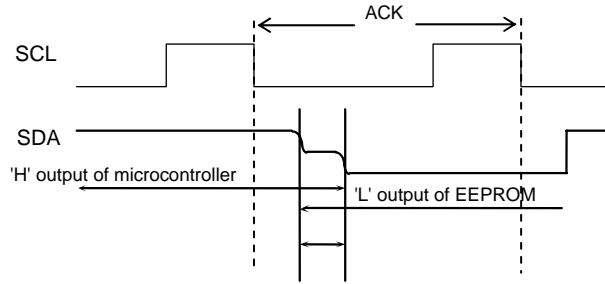 ACK
SCL
SDA
'H' output of microcontroller
'L' output of EEPROM